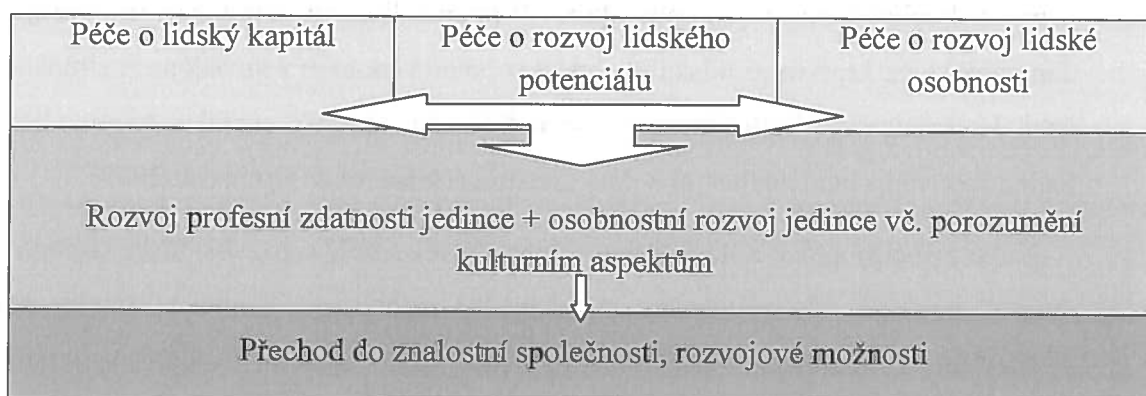 Péče o lidský kapitál
Péče o rozvoj lidského
potenciálu
Péče o rozvoj lidské
osobnosti
Rozvoj profesní zdatnosti jedince + osobnostní rozvoj jedince vč. porozumění
kulturním aspektům
Přechod do znalostní společnosti, rozvojové možnosti